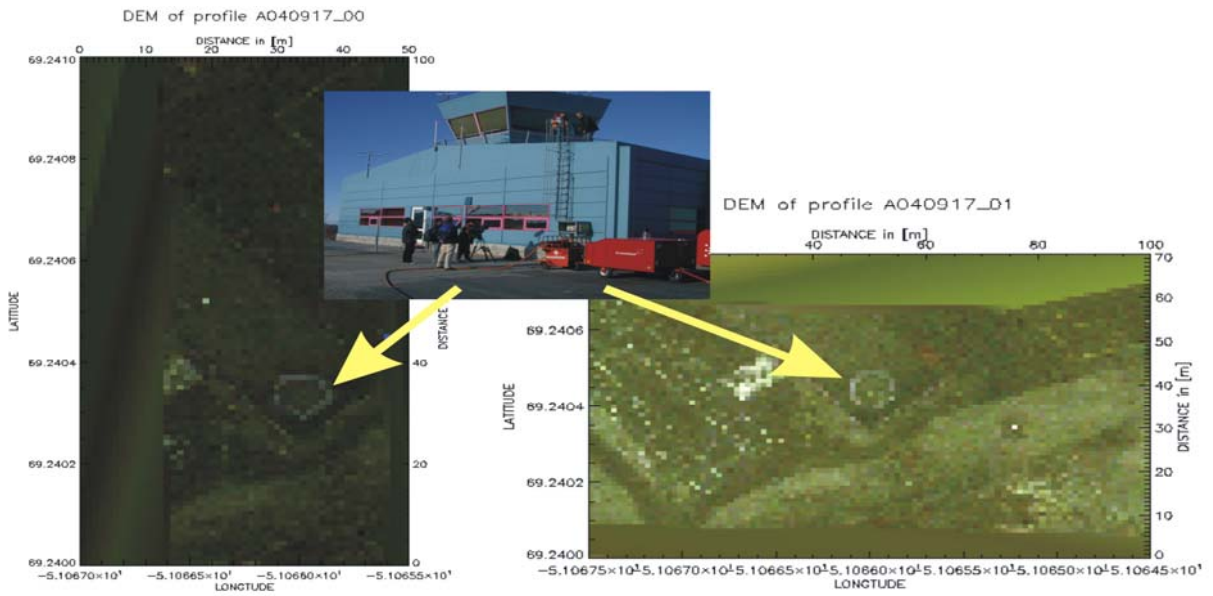 DEM of profile A040917_00
DISTANCE in [m]
0 10 20 30 40 50
69.2410
100
69.2408
69.2406
LATITUDE
DISTANCE
69.2404
40
69.2402
20
69.2400
0
−5.10670×10¹ −5.10665×10¹ −5.10660×10¹ −5.10655×10¹
LONGTUDE
DEM of profile A040917_01
DISTANCE in [m]
40 60 80 100
70
60
69.2406
50
LATITUDE
40
69.2404
DISTANCE in [m]
30
20
69.2402
10
69.2400
0
−5.10675×10¹ −5.10670×10¹ −5.10665×10¹ −5.10660×10¹ −5.10655×10¹ −5.10650×10¹ −5.10645×10¹
LONGTUDE